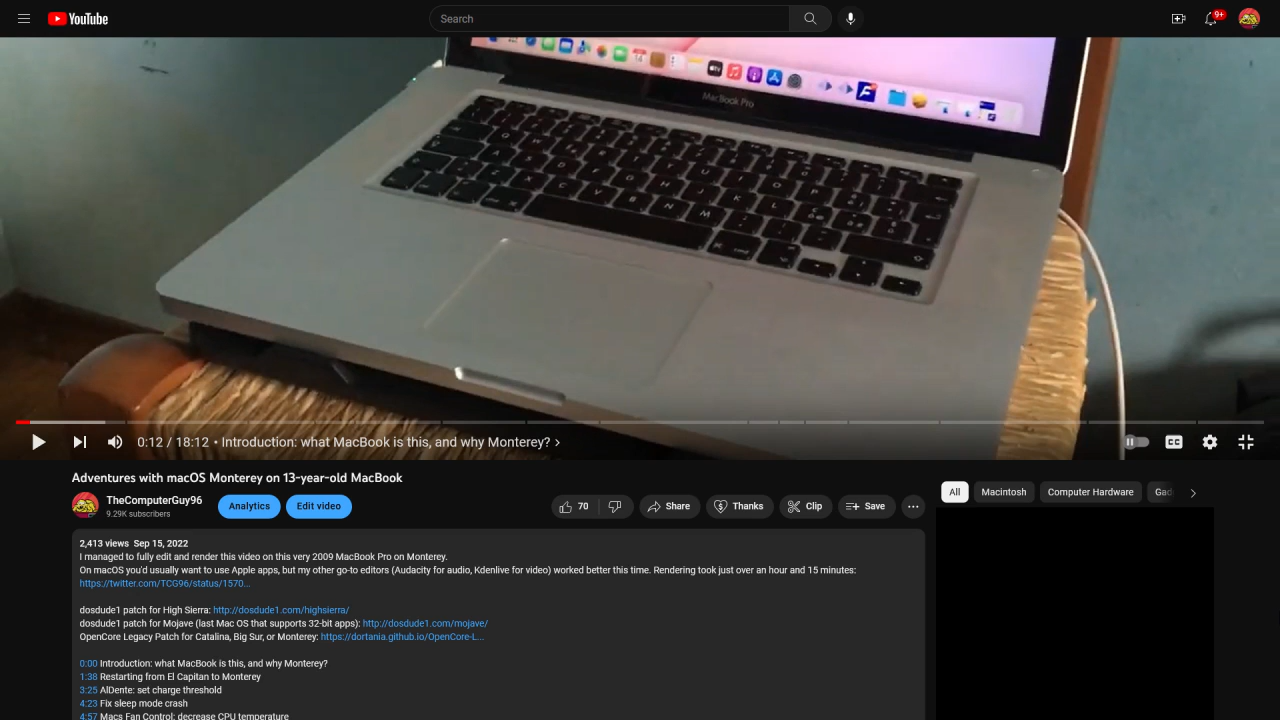 YouTube
Search
9+
MacBook Pro
0:12 / 18:12 • Introduction: what MacBook is this, and why Monterey? >
CC
Adventures with macOS Monterey on 13-year-old MacBook
TheComputerGuy96
9.29K subscribers
Analytics
Edit video
70
Share
Thanks
Clip
Save
All
Macintosh
Computer Hardware
Gad
2,413 views Sep 15, 2022
I managed to fully edit and render this video on this very 2009 MacBook Pro on Monterey.
On macOS you'd usually want to use Apple apps, but my other go-to editors (Audacity for audio, Kdenlive for video) worked better this time. Rendering took just over an hour and 15 minutes:
https://twitter.com/TCG96/status/1570...
dosdude1 patch for High Sierra: http://dosdude1.com/highsierra/
dosdude1 patch for Mojave (last Mac OS that supports 32-bit apps): http://dosdude1.com/mojave/
OpenCore Legacy Patch for Catalina, Big Sur, or Monterey: https://dortania.github.io/OpenCore-L...
0:00 Introduction: what MacBook is this, and why Monterey?
1:38 Restarting from El Capitan to Monterey
3:25 AlDente: set charge threshold
4:23 Fix sleep mode crash
4:57 Macs Fan Control: decrease CPU temperature